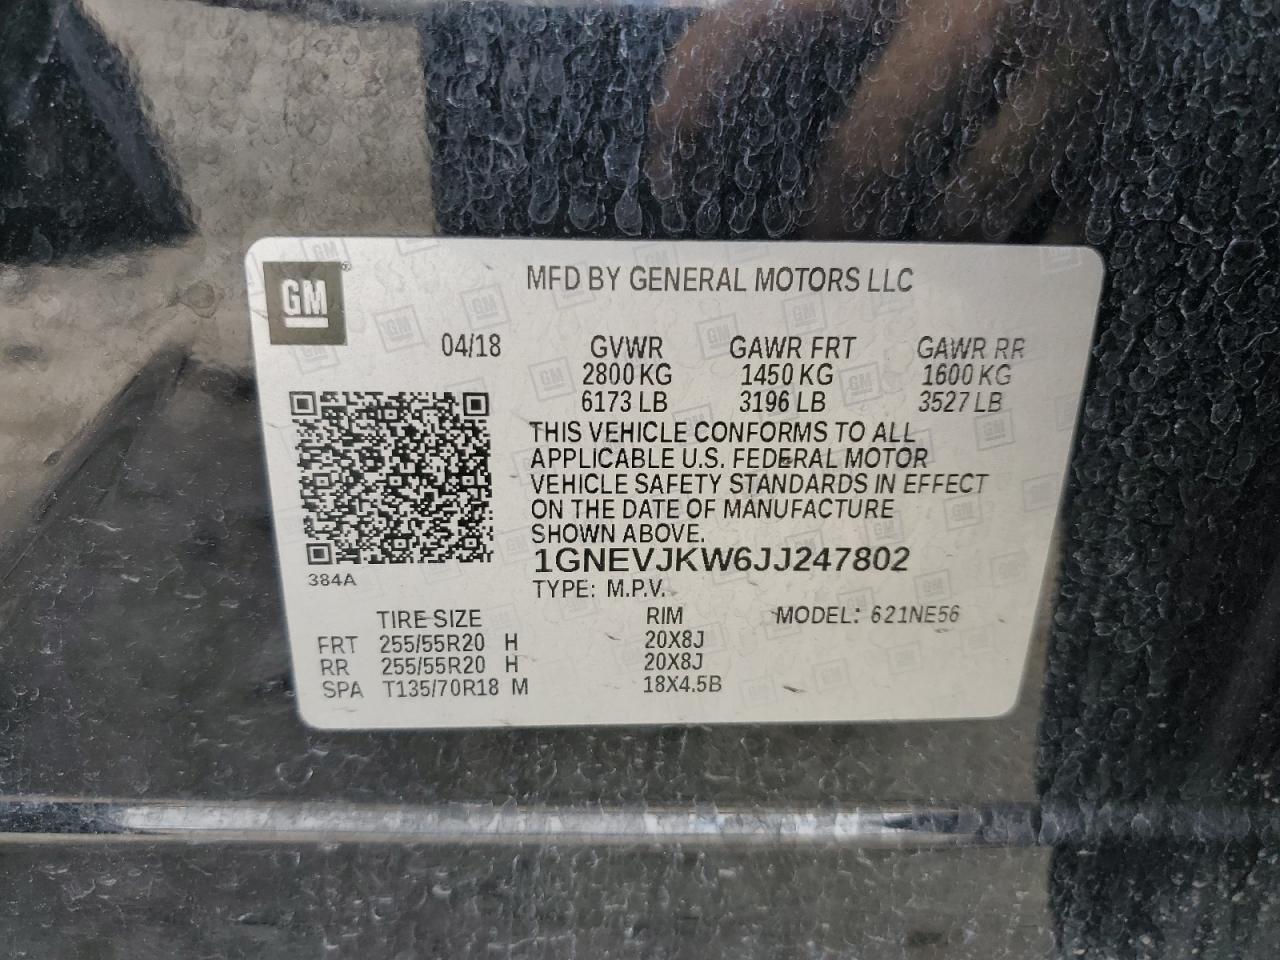 GM
MFD BY GENERAL MOTORS LLC
04/18 GVWR GAWR FRT GAWR RR
2800 KG 1450 KG 1600 KG
6173 LB 3196 LB 3527 LB
THIS VEHICLE CONFORMS TO ALL
APPLICABLE U.S. FEDERAL MOTOR
VEHICLE SAFETY STANDARDS IN EFFECT
ON THE DATE OF MANUFACTURE
SHOWN ABOVE.
1GNEVJKW6JJ247802
384A
TYPE: M.P.V.
TIRE SIZE RIM MODEL: 621NE56
FRT 255/55R20 H 20X8J
RR 255/55R20 H 20X8J
SPA T135/70R18 M 18X4.5B